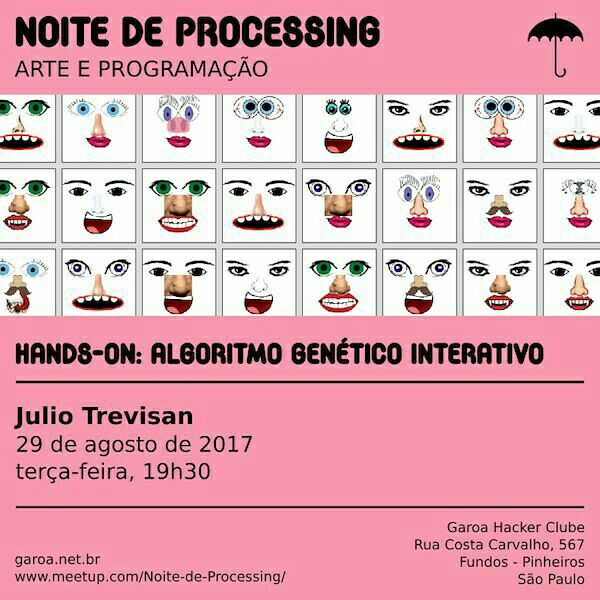 NOITE DE PROCESSING
ARTE E PROGRAMAÇÃO
HANDS-ON: ALGORITMO GENÉTICO INTERATIVO
Julio Trevisan
29 de agosto de 2017
terça-feira, 19h30
garoa.net.br
www.meetup.com/Noite-de-Processing/
Garoa Hacker Clube
Rua Costa Carvalho, 567
Fundos - Pinheiros
São Paulo